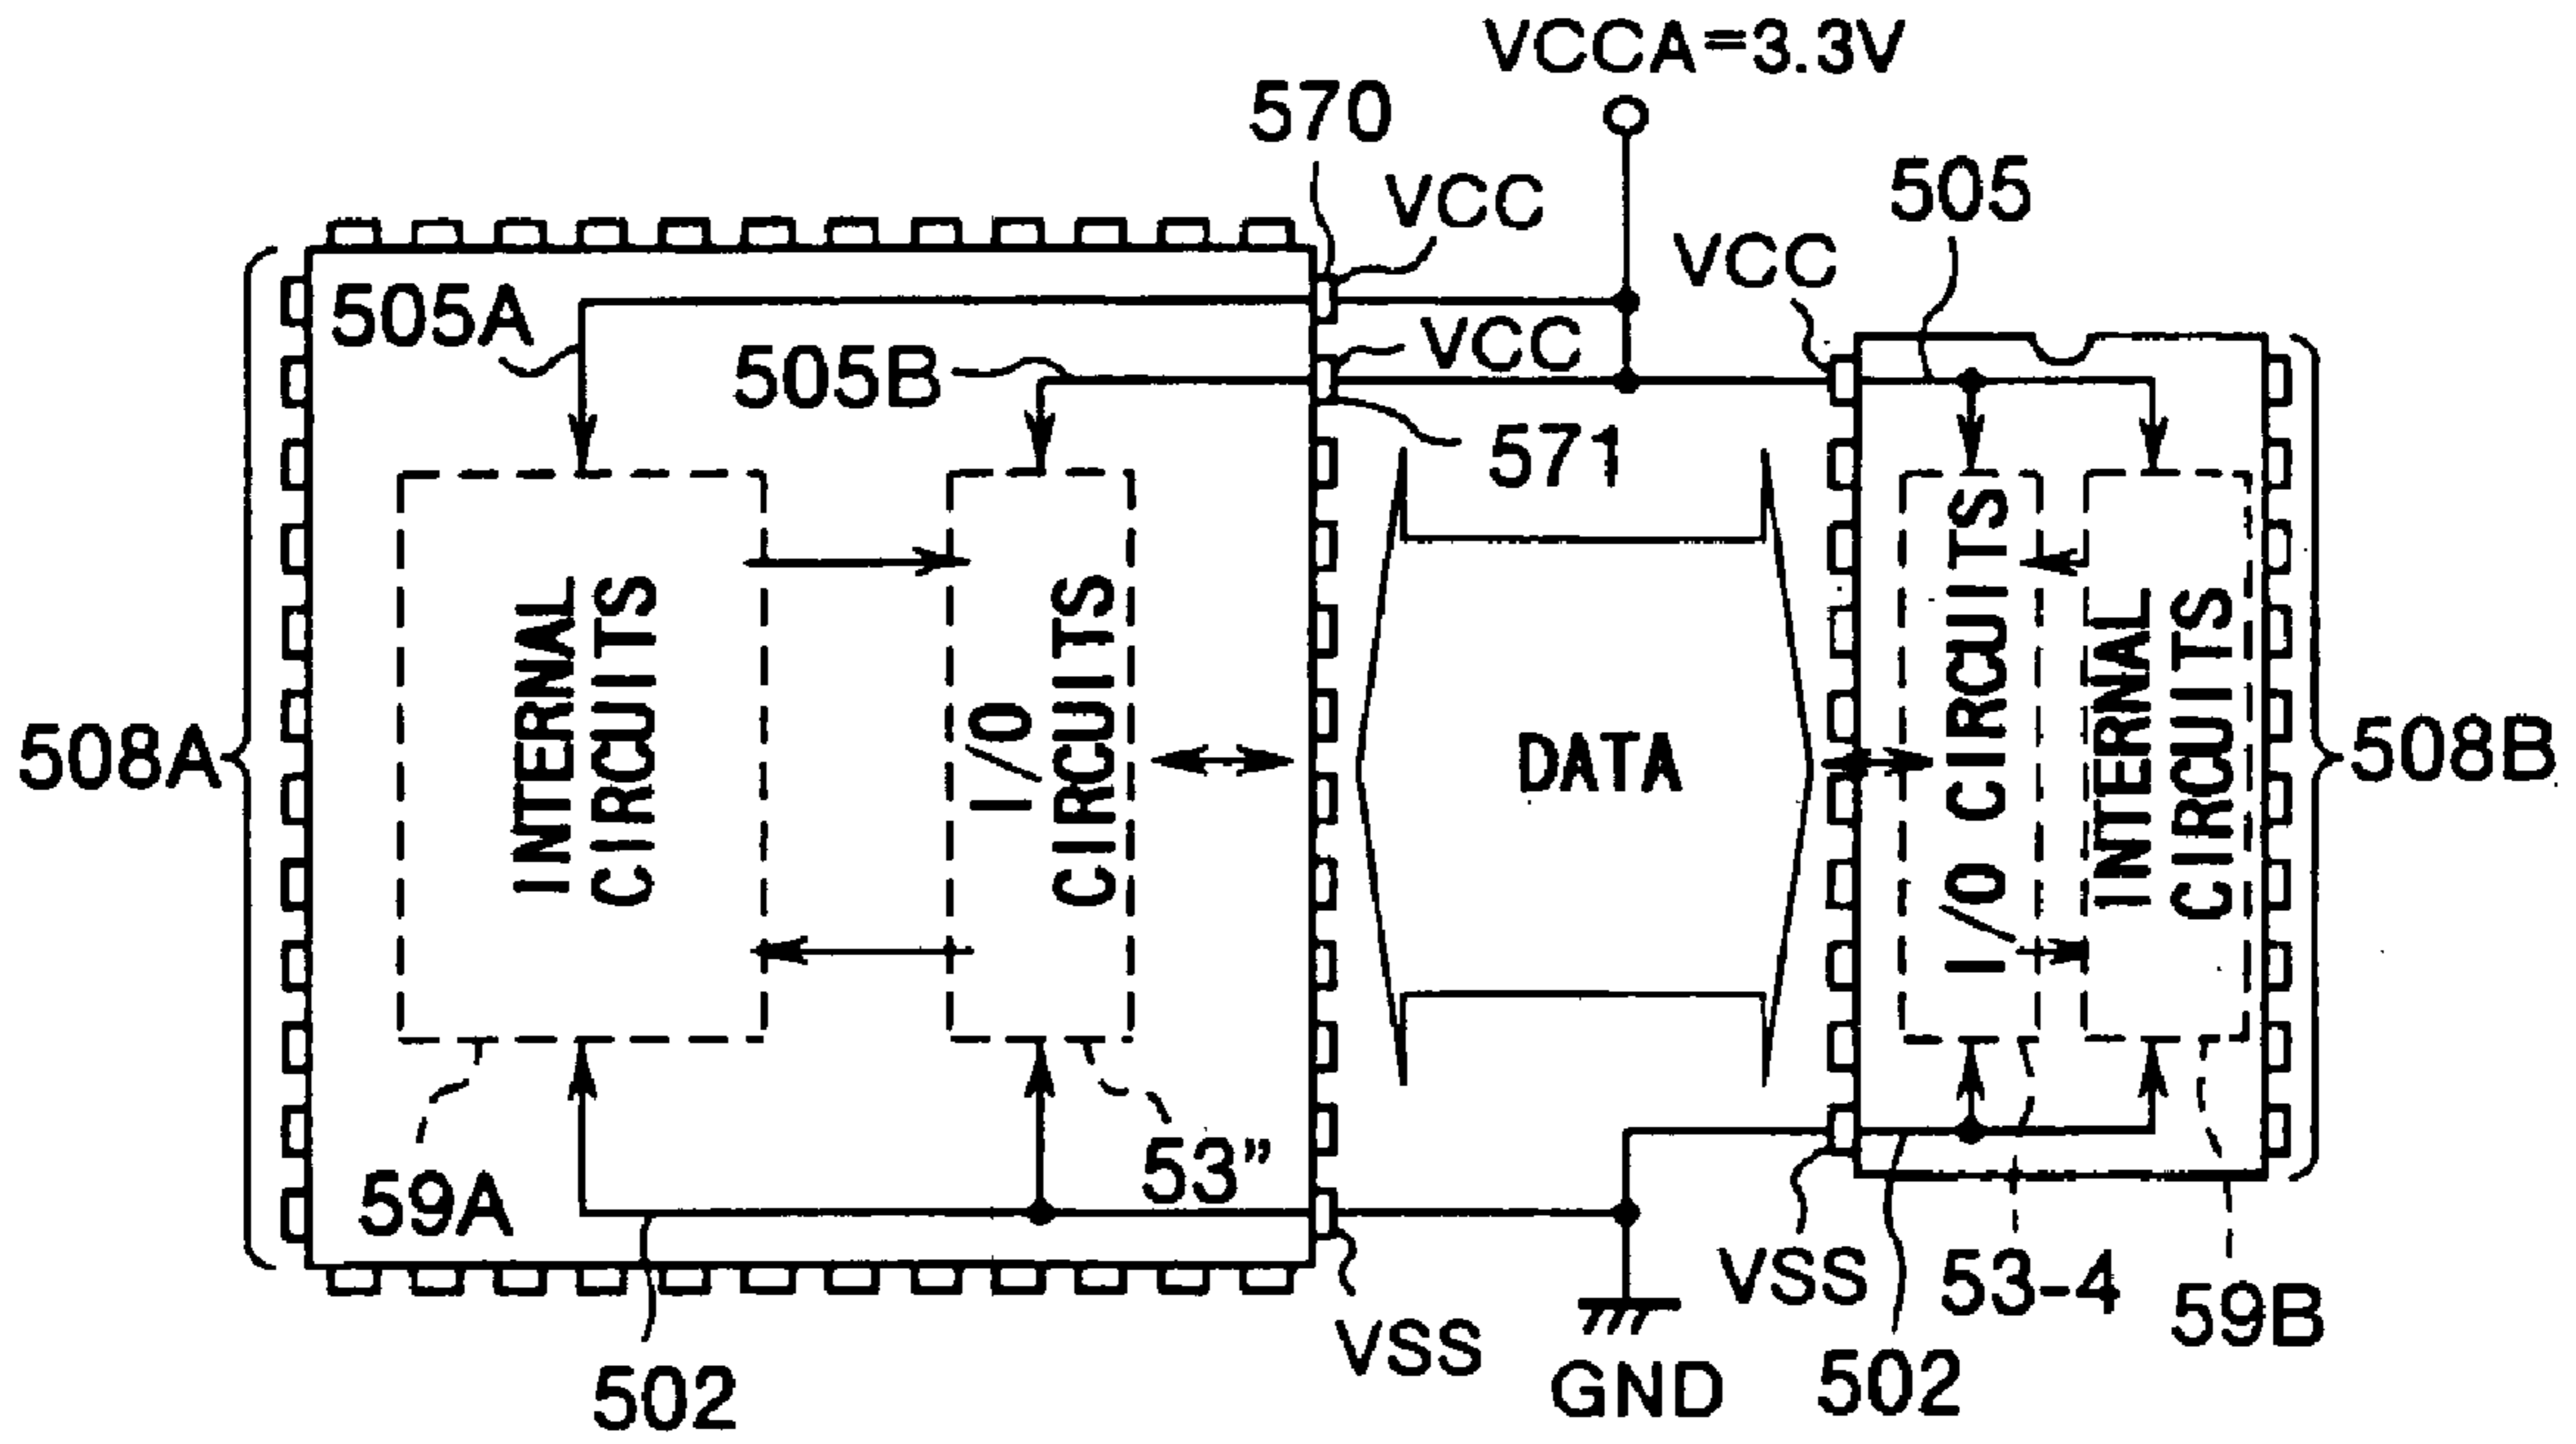 VCCA=3.3V
570
VCC
505
VCC
505A
505B
VCC
571
INTERNAL
CIRCUITS
I/O
CIRCUITS
DATA
I/O CIRCUITS
INTERNAL
CIRCUITS
508A
508B
59A
53”
VSS
53-4
59B
502
VSS
GND
502